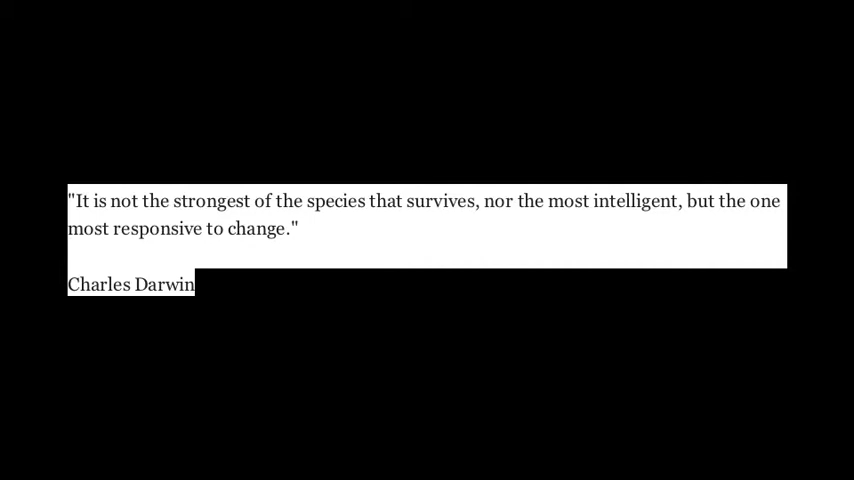 "It is not the strongest of the species that survives, nor the most intelligent, but the one
most responsive to change."
Charles Darwin